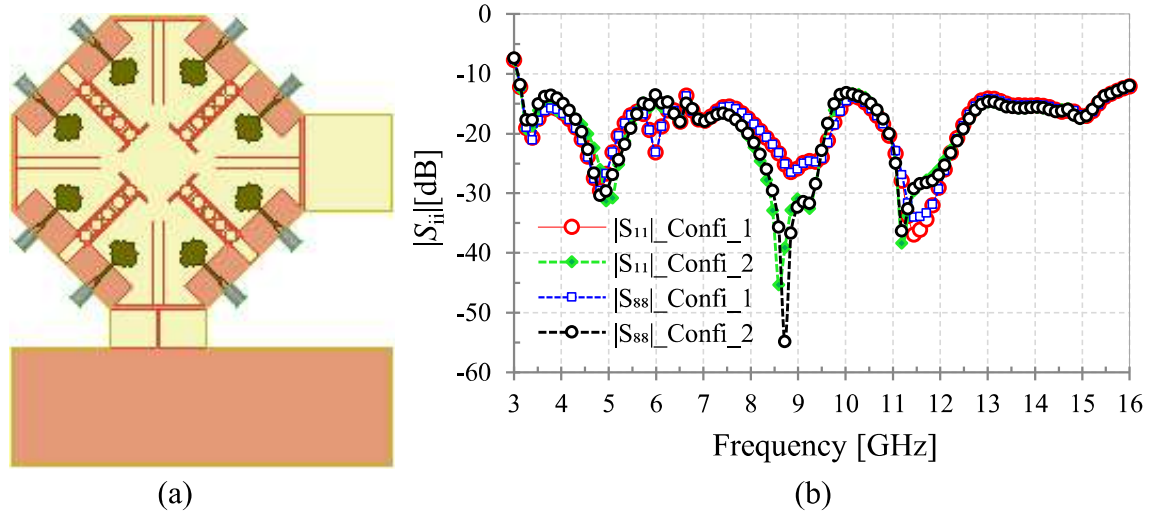 0
-10
-20
-30
-40
-50
-60
|Sii|[dB]
|S₁₁|_Confi_1
|S₁₁|_Confi_2
|S₈₈|_Confi_1
|S₈₈|_Confi_2
3 4 5 6 7 8 9 10 11 12 13 14 15 16
Frequency [GHz]
(a) (b)